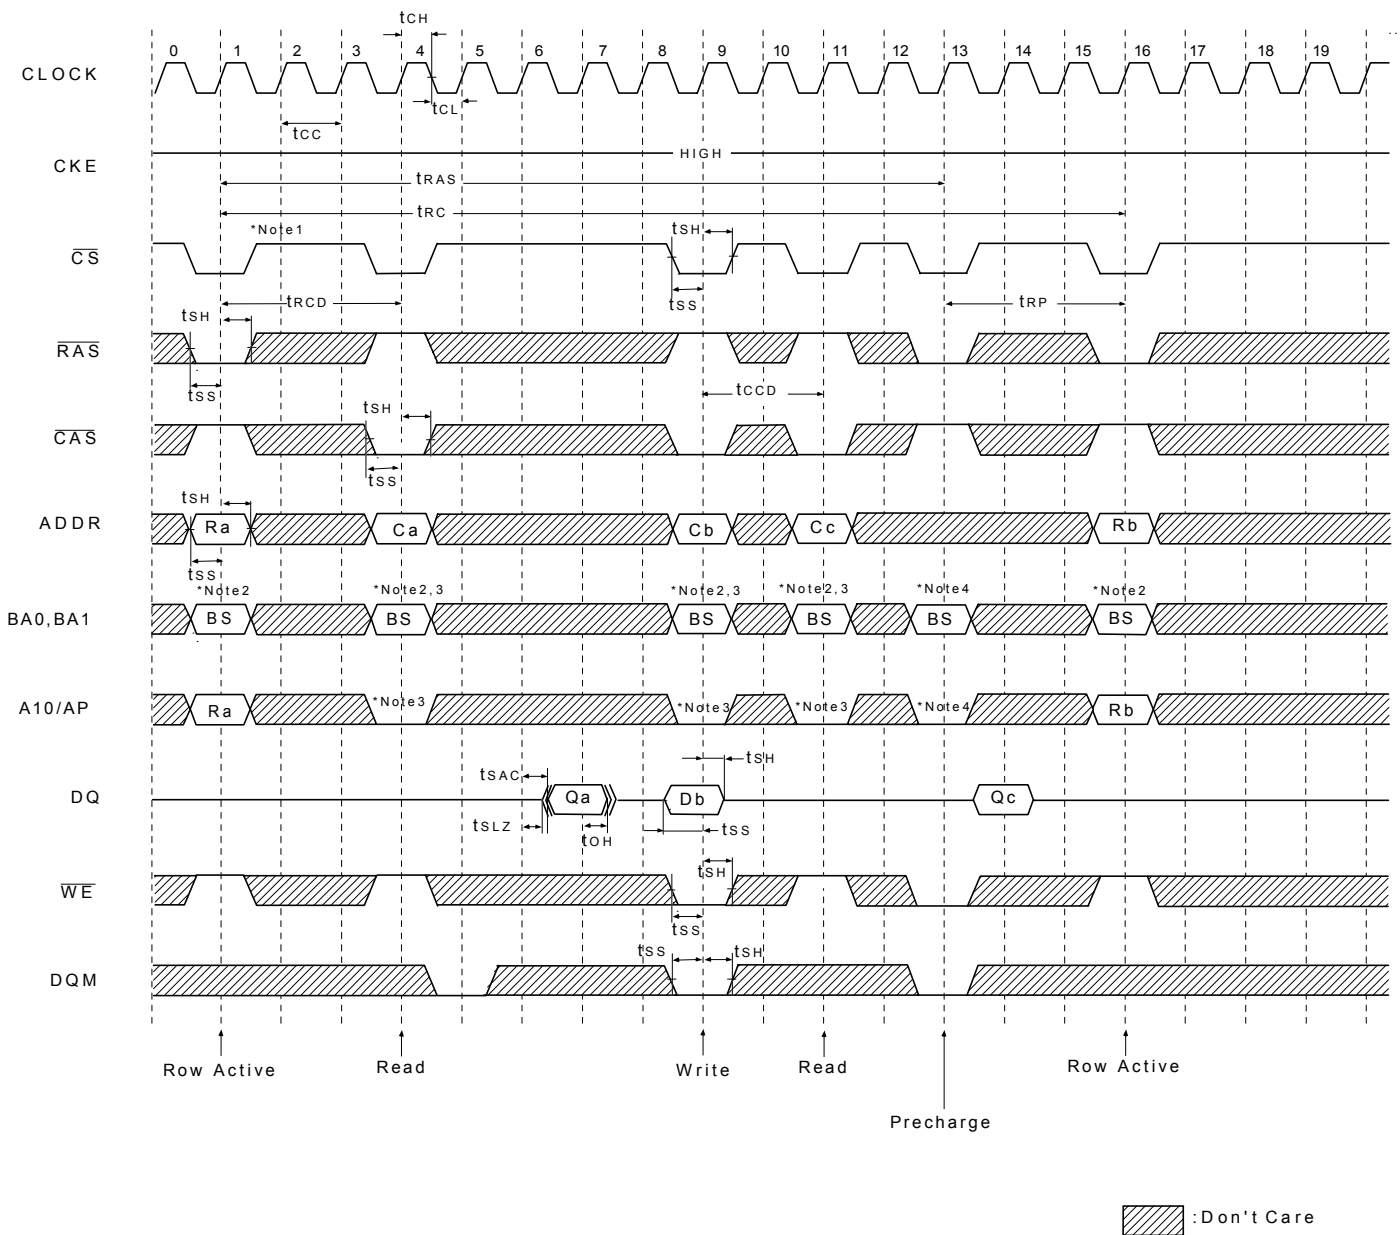 tCH
0 1 2 3 4 5 6 7 8 9 10 11 12 13 14 15 16 17 18 19
CLOCK
tCL
tCC
CKE
HIGH
tRAS
tRC
*Note1
tSH
CS
tSS
tRCD
tRP
tSH
RAS
tSS
tCCD
tSH
CAS
tSS
tSH
ADDR
Ra Ca Cb Cc Rb
tSS
*Note2 *Note2,3 *Note2,3 *Note2,3 *Note4 *Note2
BA0,BA1
BS BS BS BS BS BS
A10/AP
Ra *Note3 *Note3 *Note3 *Note4 Rb
tSH
tSAC
DQ
Qa Db Qc
tSLZ
tOH
tSS
tSH
WE
tSS
tSS tSH
DQM
Row Active Read Write Read Row Active
Precharge
:Don't Care